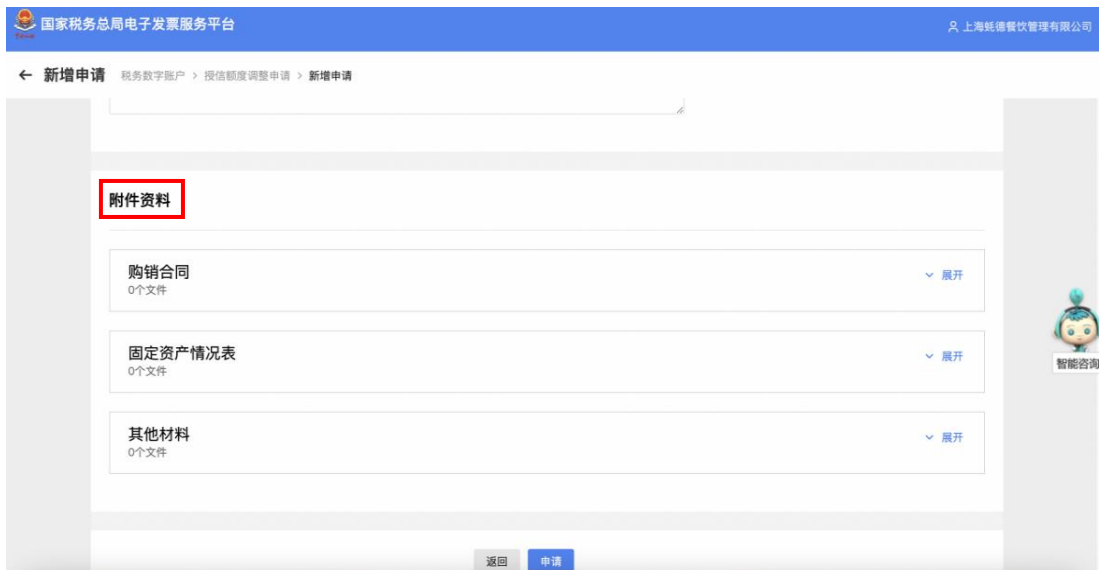 国家税务总局电子发票服务平台
上海蚝德餐饮管理有限公司
← 新增申请 税务数字账户 > 授信额度调整申请 > 新增申请
附件资料
购销合同
展开
0个文件
固定资产情况表
展开
0个文件
其他材料
展开
0个文件
智能咨询
返回 申请